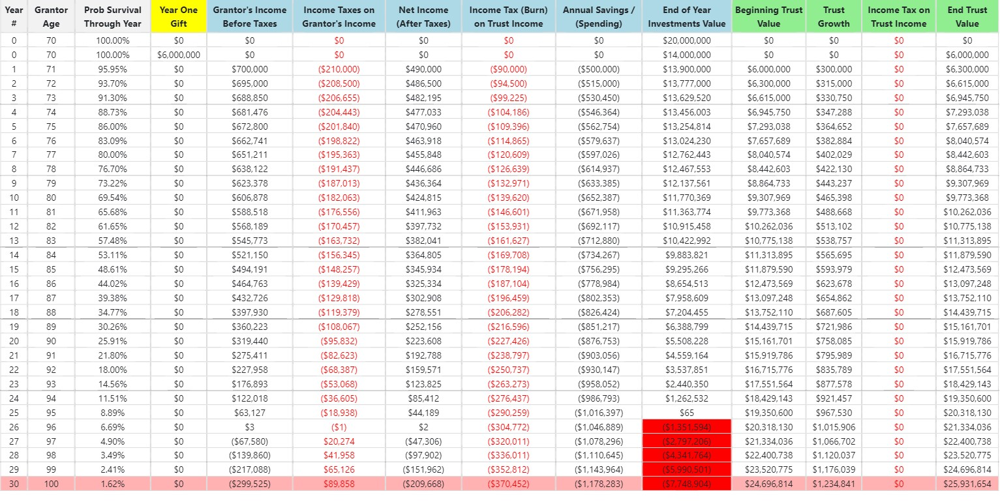 Year Grantor Prob Survival Year One Grantor's Income Income Taxes on Net Income Income Tax (Burn) Annual Savings / End of Year Beginning Trust Trust Income Tax on End Trust
# Age Through Year Gift Before Taxes Grantor's Income (After Taxes) on Trust Income (Spending) Investments Value Value Growth Trust Income Value
0 70 100.00% $0 $0 $0 $0 $0 $0 $20,000,000 $0 $0 $0 $0
0 70 100.00% $6,000,000 $0 $0 $0 $0 $0 $14,000,000 $0 $0 $0 $6,000,000
1 71 95.95% $0 $700,000 ($210,000) $490,000 ($90,000) ($500,000) $13,900,000 $6,000,000 $300,000 $0 $6,300,000
2 72 93.70% $0 $695,000 ($208,500) $486,500 ($94,500) ($515,000) $13,777,000 $6,300,000 $315,000 $0 $6,615,000
3 73 91.30% $0 $688,850 ($206,655) $482,195 ($99,225) ($530,450) $13,629,520 $6,615,000 $330,750 $0 $6,945,750
4 74 88.73% $0 $681,476 ($204,443) $477,033 ($104,186) ($546,364) $13,456,003 $6,945,750 $347,288 $0 $7,293,038
5 75 86.00% $0 $672,800 ($201,840) $470,960 ($109,396) ($562,754) $13,254,814 $7,293,038 $364,652 $0 $7,657,689
6 76 83.09% $0 $662,741 ($198,822) $463,918 ($114,865) ($579,637) $13,024,230 $7,657,689 $382,884 $0 $8,040,574
7 77 80.00% $0 $651,211 ($195,363) $455,848 ($120,609) ($597,026) $12,762,443 $8,040,574 $402,029 $0 $8,442,603
8 78 76.70% $0 $638,122 ($191,437) $446,686 ($126,639) ($614,937) $12,467,553 $8,442,603 $422,130 $0 $8,864,733
9 79 73.22% $0 $623,378 ($187,013) $436,364 ($132,971) ($633,385) $12,137,561 $8,864,733 $443,237 $0 $9,307,969
10 80 69.54% $0 $606,878 ($182,063) $424,815 ($139,620) ($652,387) $11,770,369 $9,307,969 $465,398 $0 $9,773,368
11 81 65.68% $0 $588,518 ($176,556) $411,963 ($146,601) ($671,958) $11,363,774 $9,773,368 $488,668 $0 $10,262,036
12 82 61.65% $0 $568,189 ($170,457) $397,732 ($153,931) ($692,117) $10,915,458 $10,262,036 $513,102 $0 $10,775,138
13 83 57.48% $0 $545,773 ($163,732) $382,041 ($161,627) ($712,880) $10,422,992 $10,775,138 $538,757 $0 $11,313,895
14 84 53.11% $0 $521,150 ($156,345) $364,805 ($169,708) ($734,267) $9,883,821 $11,313,895 $565,695 $0 $11,879,590
15 85 48.61% $0 $494,191 ($148,257) $345,934 ($178,194) ($756,295) $9,295,266 $11,879,590 $593,979 $0 $12,473,569
16 86 44.02% $0 $464,763 ($139,429) $325,334 ($187,104) ($778,984) $8,654,513 $12,473,569 $623,678 $0 $13,097,248
17 87 39.38% $0 $432,726 ($129,818) $302,908 ($196,459) ($802,353) $7,958,609 $13,097,248 $654,862 $0 $13,752,110
18 88 34.77% $0 $397,930 ($119,379) $278,551 ($206,282) ($826,424) $7,204,455 $13,752,110 $687,605 $0 $14,439,715
19 89 30.26% $0 $360,223 ($108,067) $252,156 ($216,596) ($851,217) $6,388,799 $14,439,715 $721,986 $0 $15,161,701
20 90 25.91% $0 $319,440 ($95,832) $223,608 ($227,426) ($876,753) $5,508,228 $15,161,701 $758,085 $0 $15,919,786
21 91 21.80% $0 $275,411 ($82,623) $192,788 ($238,797) ($903,056) $4,559,164 $15,919,786 $795,989 $0 $16,715,776
22 92 18.00% $0 $227,958 ($68,387) $159,571 ($250,737) ($930,147) $3,537,851 $16,715,776 $835,789 $0 $17,551,564
23 93 14.56% $0 $176,893 ($53,068) $123,825 ($263,273) ($958,052) $2,440,350 $17,551,564 $877,578 $0 $18,429,143
24 94 11.51% $0 $122,018 ($36,605) $85,412 ($276,437) ($986,793) $1,262,532 $18,429,143 $921,457 $0 $19,350,600
25 95 8.89% $0 $63,127 ($18,938) $44,189 ($290,259) ($1,016,397) $65 $19,350,600 $967,530 $0 $20,318,130
26 96 6.69% $0 $3 ($1) $2 ($304,772) ($1,046,889) ($1,351,594) $20,318,130 $1,015,906 $0 $21,334,036
27 97 4.90% $0 ($67,580) $20,274 ($47,306) ($320,011) ($1,078,296) ($2,797,206) $21,334,036 $1,066,702 $0 $22,400,738
28 98 3.49% $0 ($139,860) $41,958 ($97,902) ($336,011) ($1,110,645) ($4,341,764) $22,400,738 $1,120,037 $0 $23,520,775
29 99 2.41% $0 ($217,088) $65,126 ($151,962) ($352,812) ($1,143,964) ($5,990,501) $23,520,775 $1,176,039 $0 $24,696,814
30 100 1.62% $0 ($299,525) $89,858 ($209,668) ($370,452) ($1,178,283) ($7,748,904) $24,696,814 $1,234,841 $0 $25,931,654